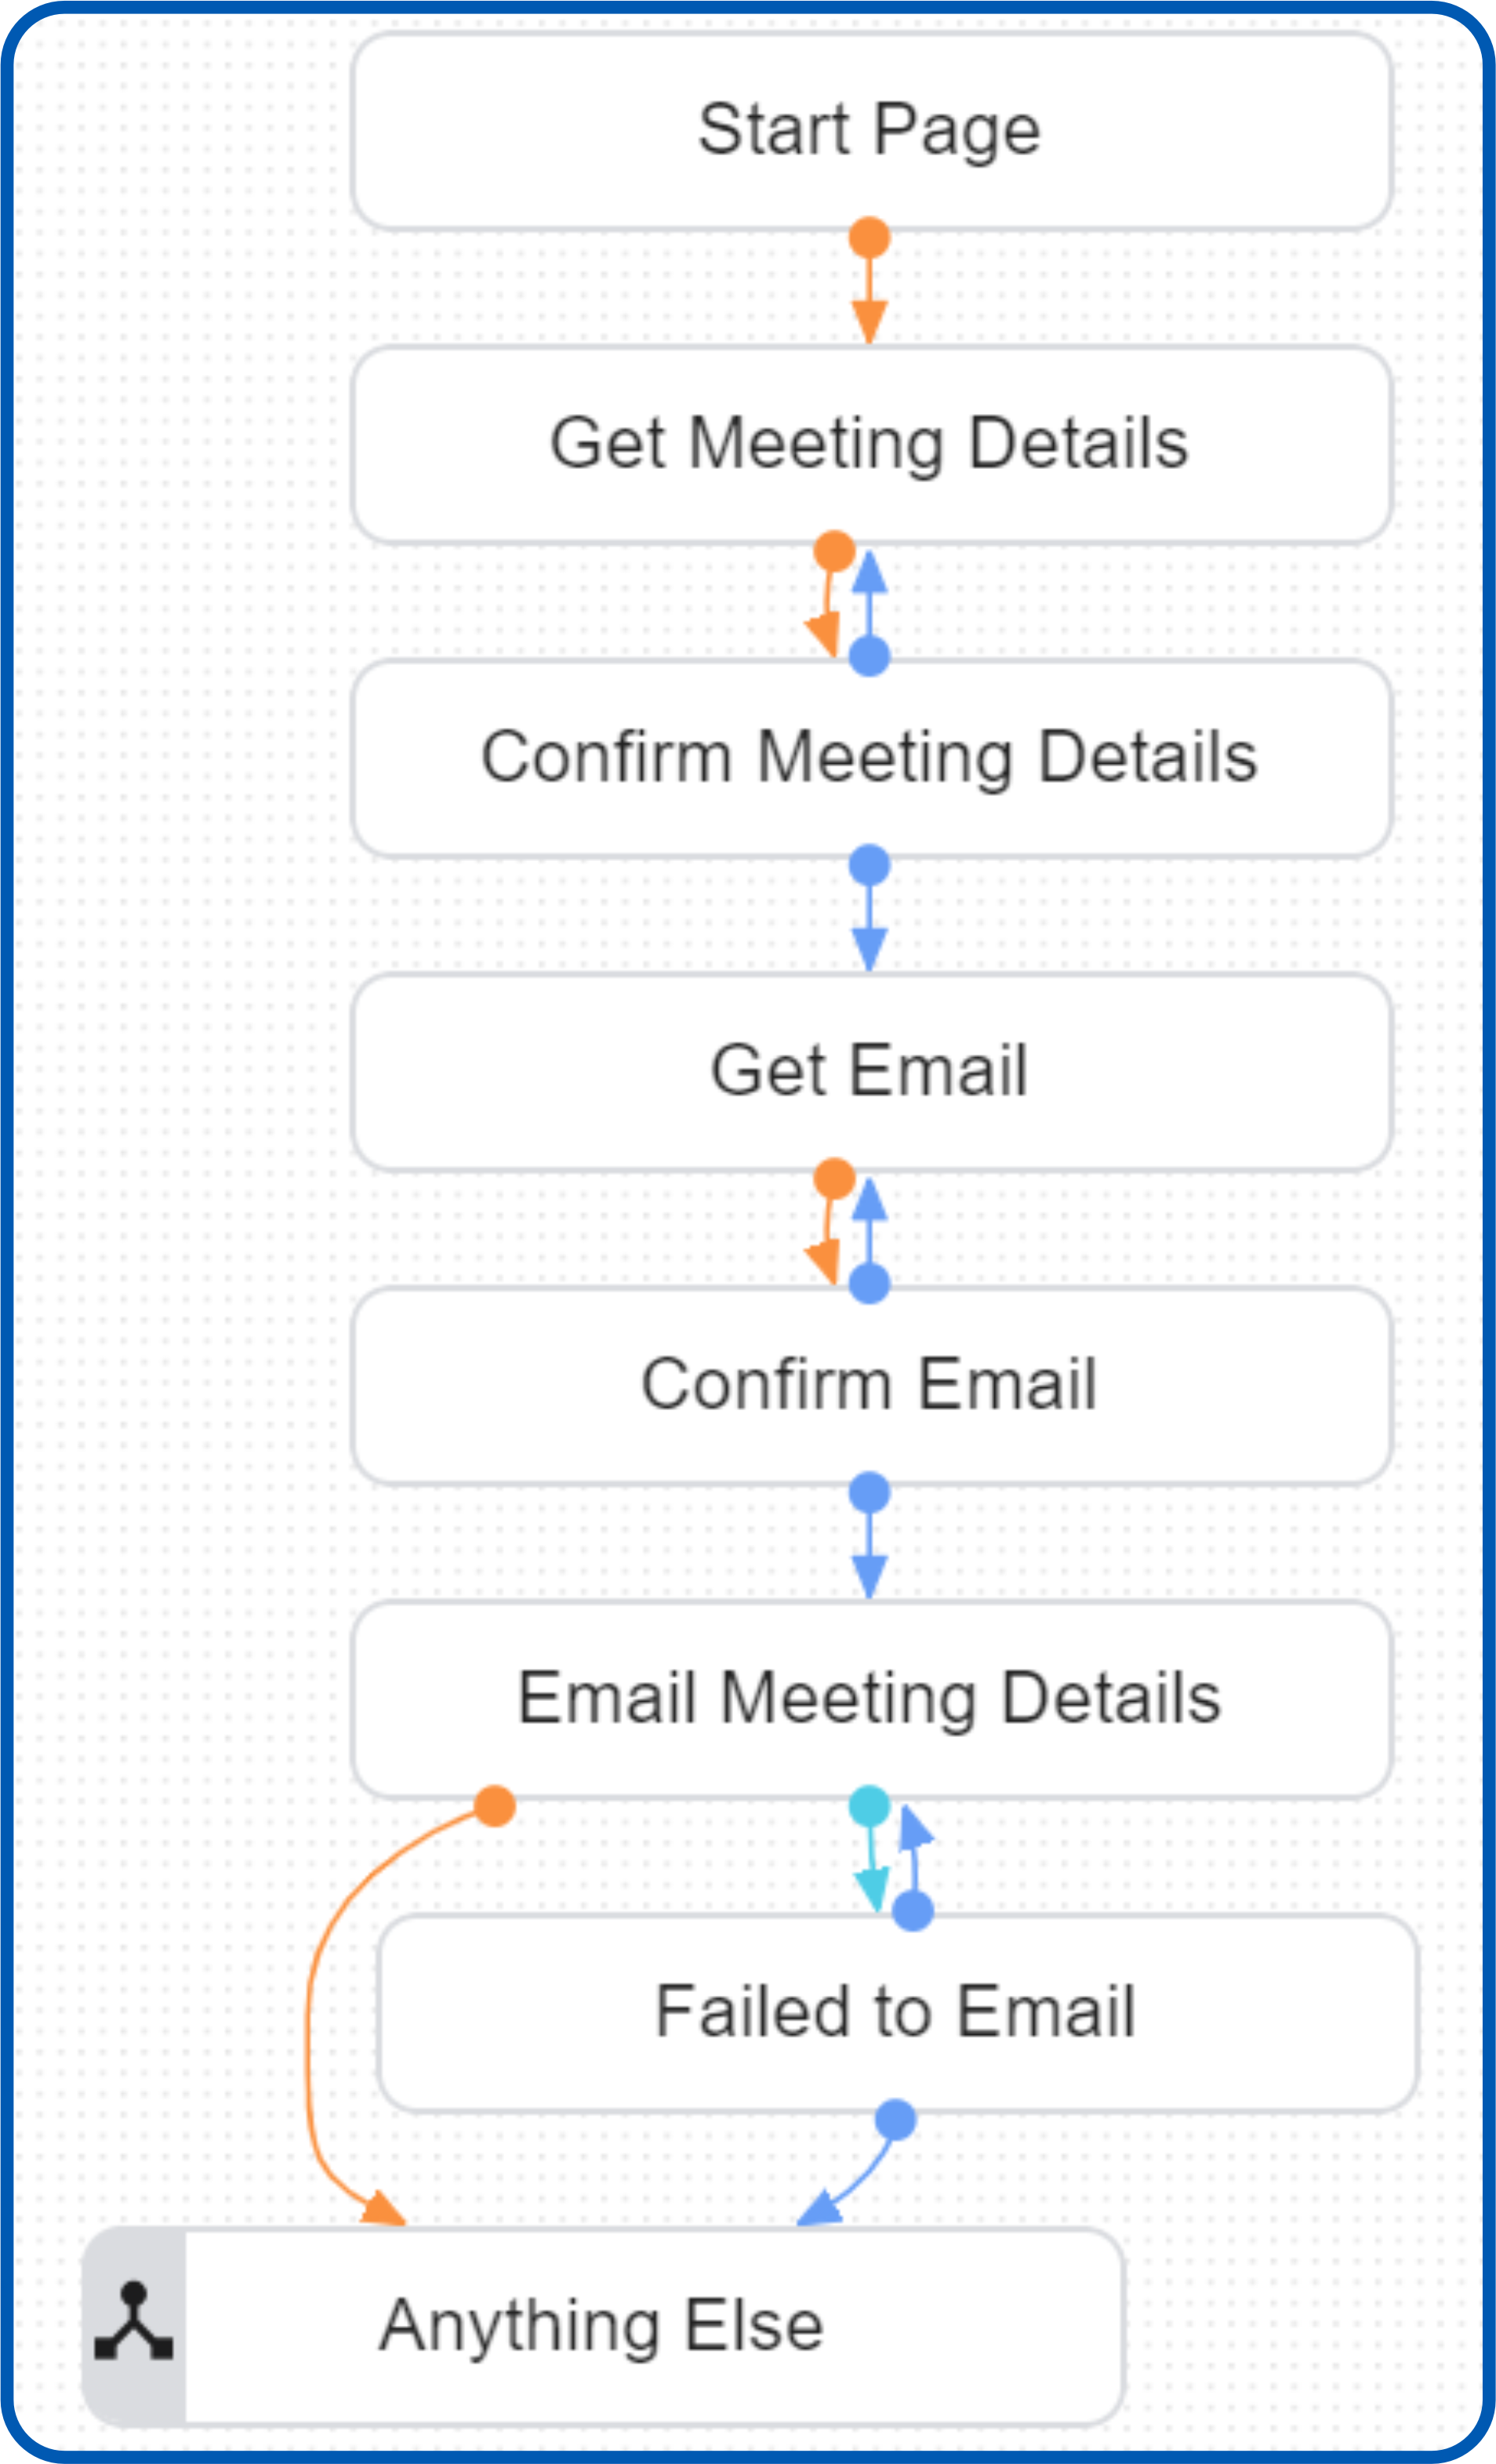 Start Page
Get Meeting Details
Confirm Meeting Details
Get Email
Confirm Email
Email Meeting Details
Failed to Email
Anything Else